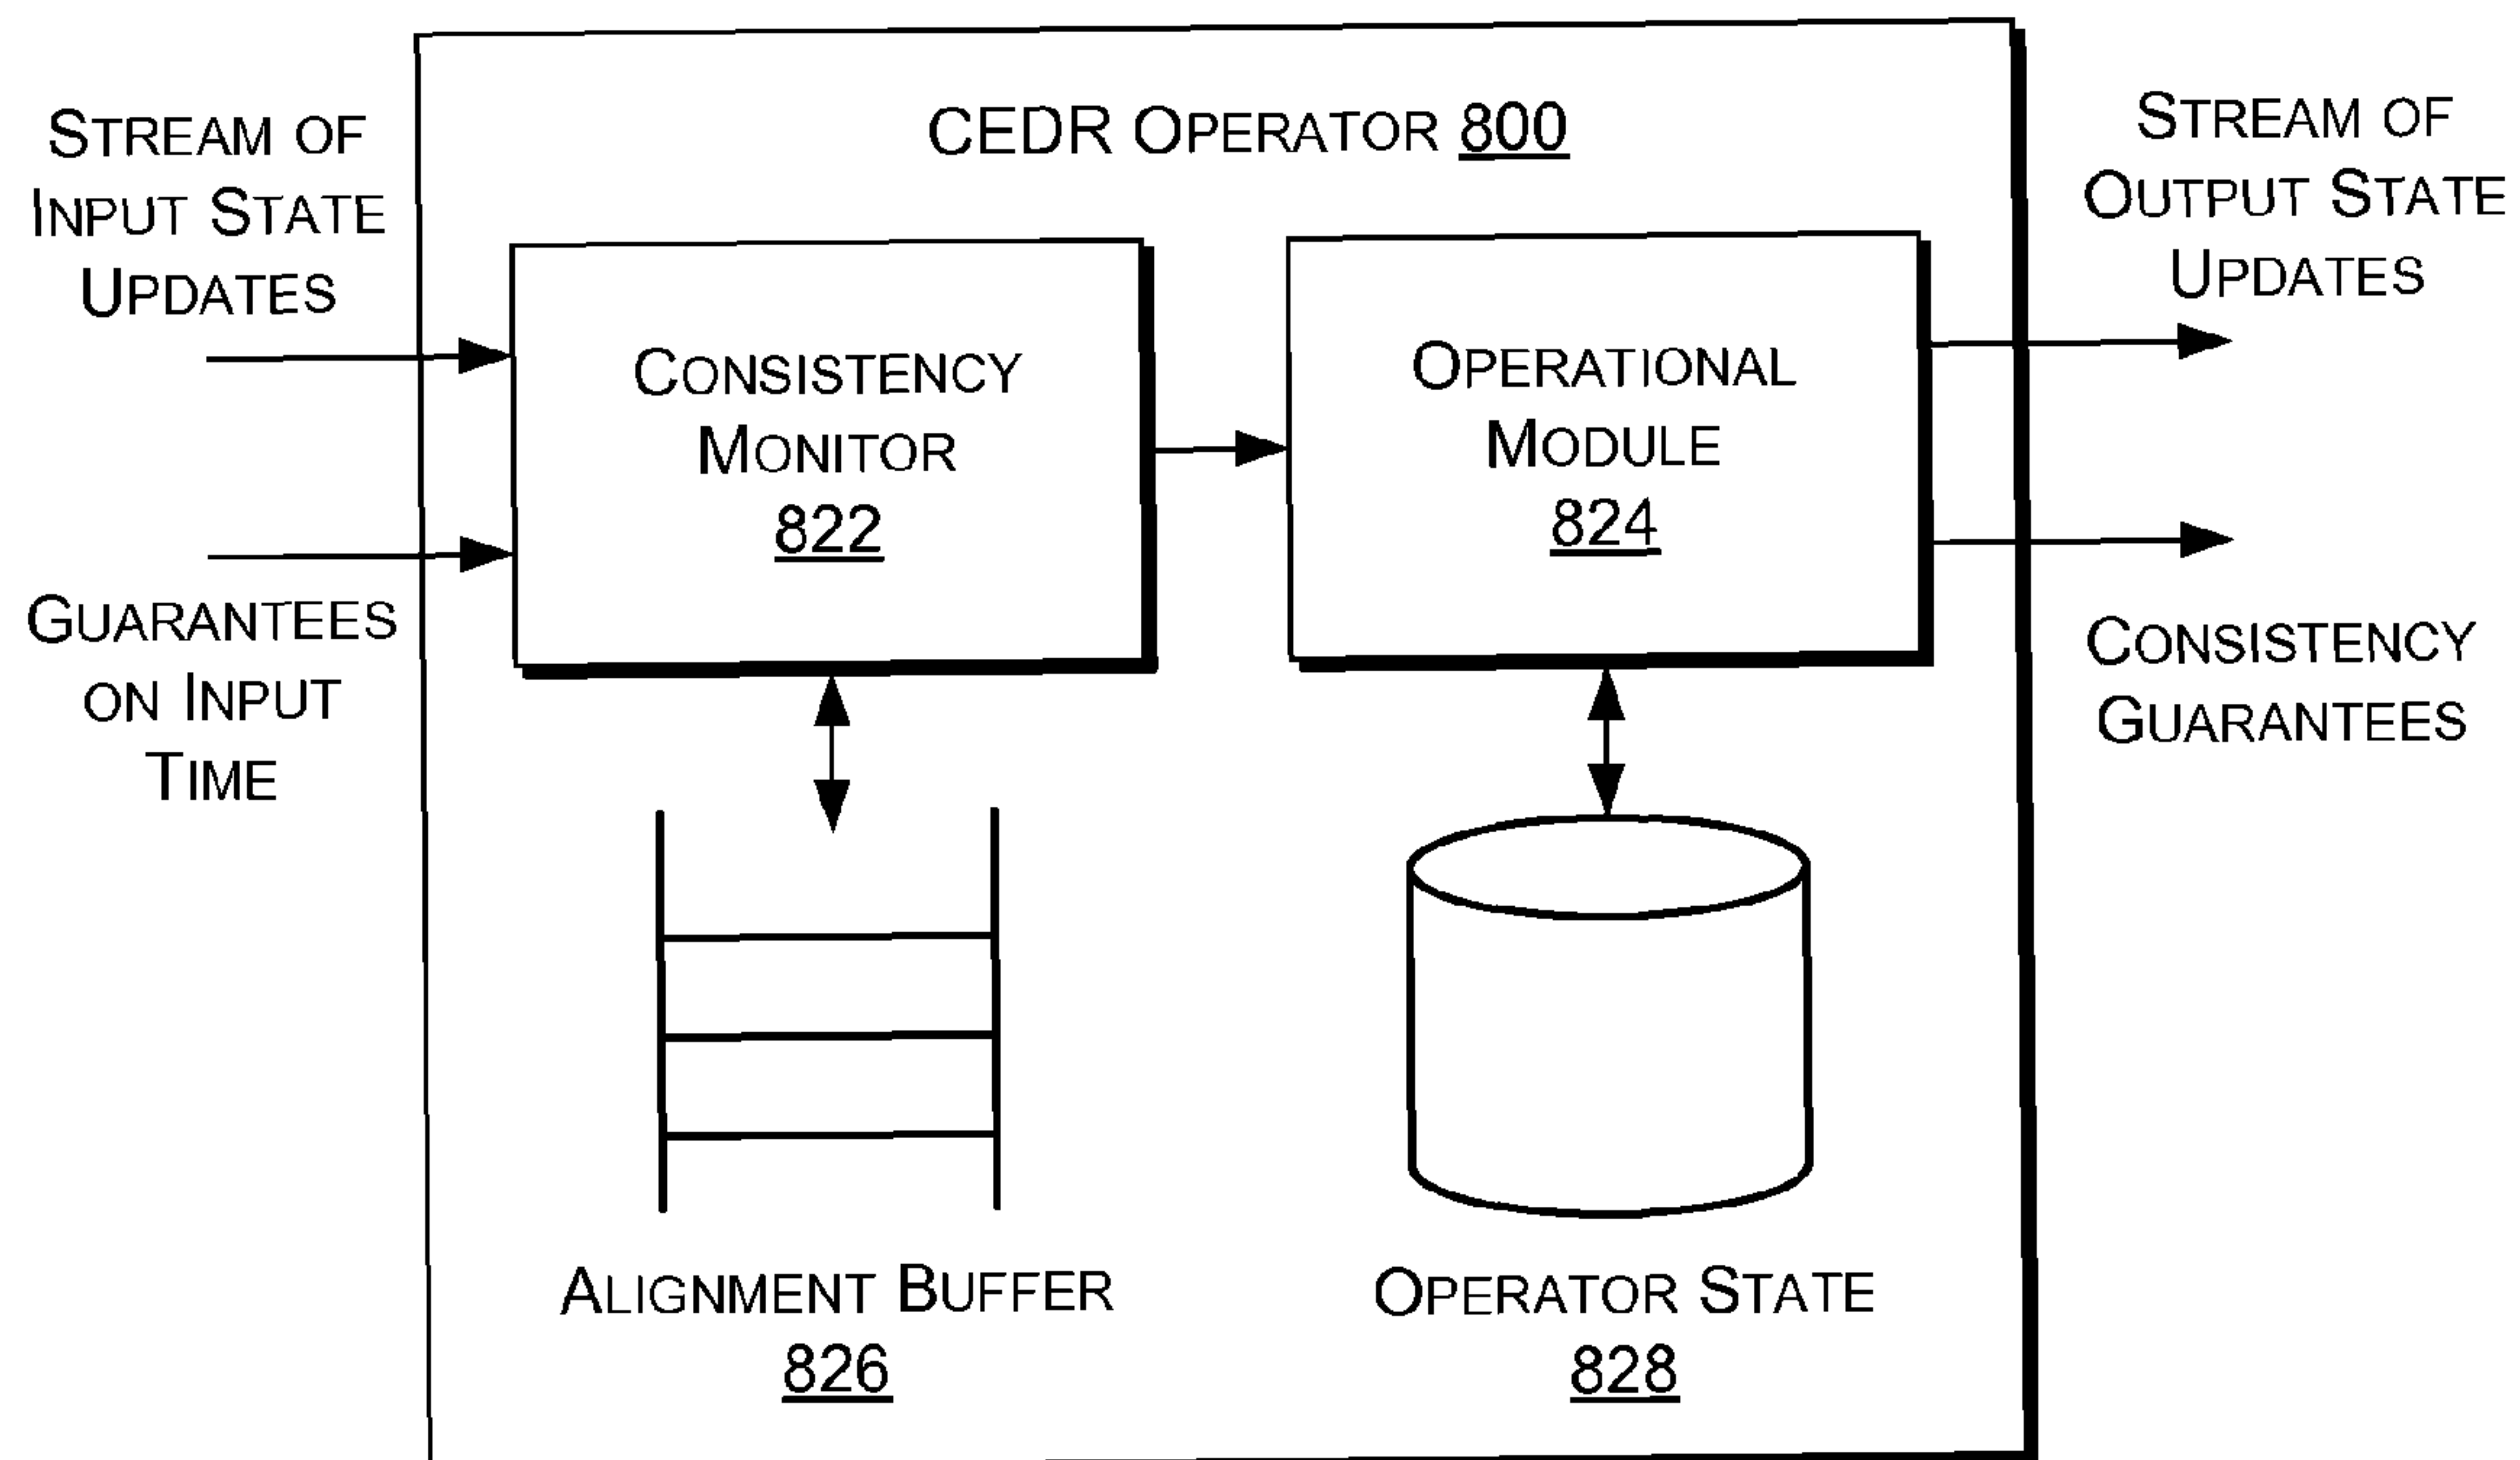 CEDR OPERATOR 800
STREAM OF
INPUT STATE
UPDATES
GUARANTEES
ON INPUT
TIME
CONSISTENCY
MONITOR
822
OPERATIONAL
MODULE
824
STREAM OF
OUTPUT STATE
UPDATES
CONSISTENCY
GUARANTEES
ALIGNMENT BUFFER
826
OPERATOR STATE
828